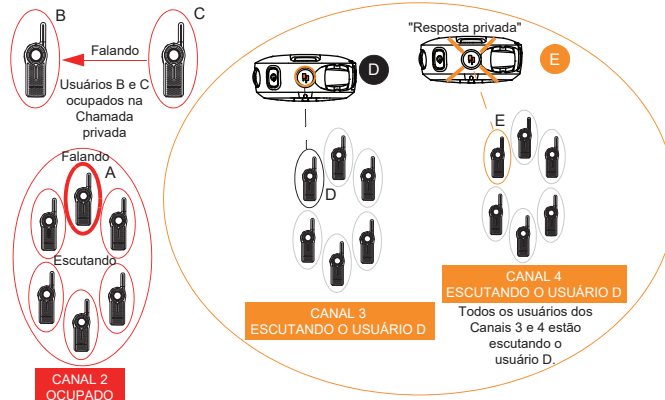 B
C
Falando
Usuários B e C
ocupados na
Chamada
privada
Falando
A
Escutando
CANAL 2
OCUPADO
D
D
CANAL 3
ESCUTANDO O USUÁRIO D
"Resposta privada"
E
E
CANAL 4
ESCUTANDO O USUÁRIO D
Todos os usuários dos
Canais 3 e 4 estão
escutando o
usuário D.